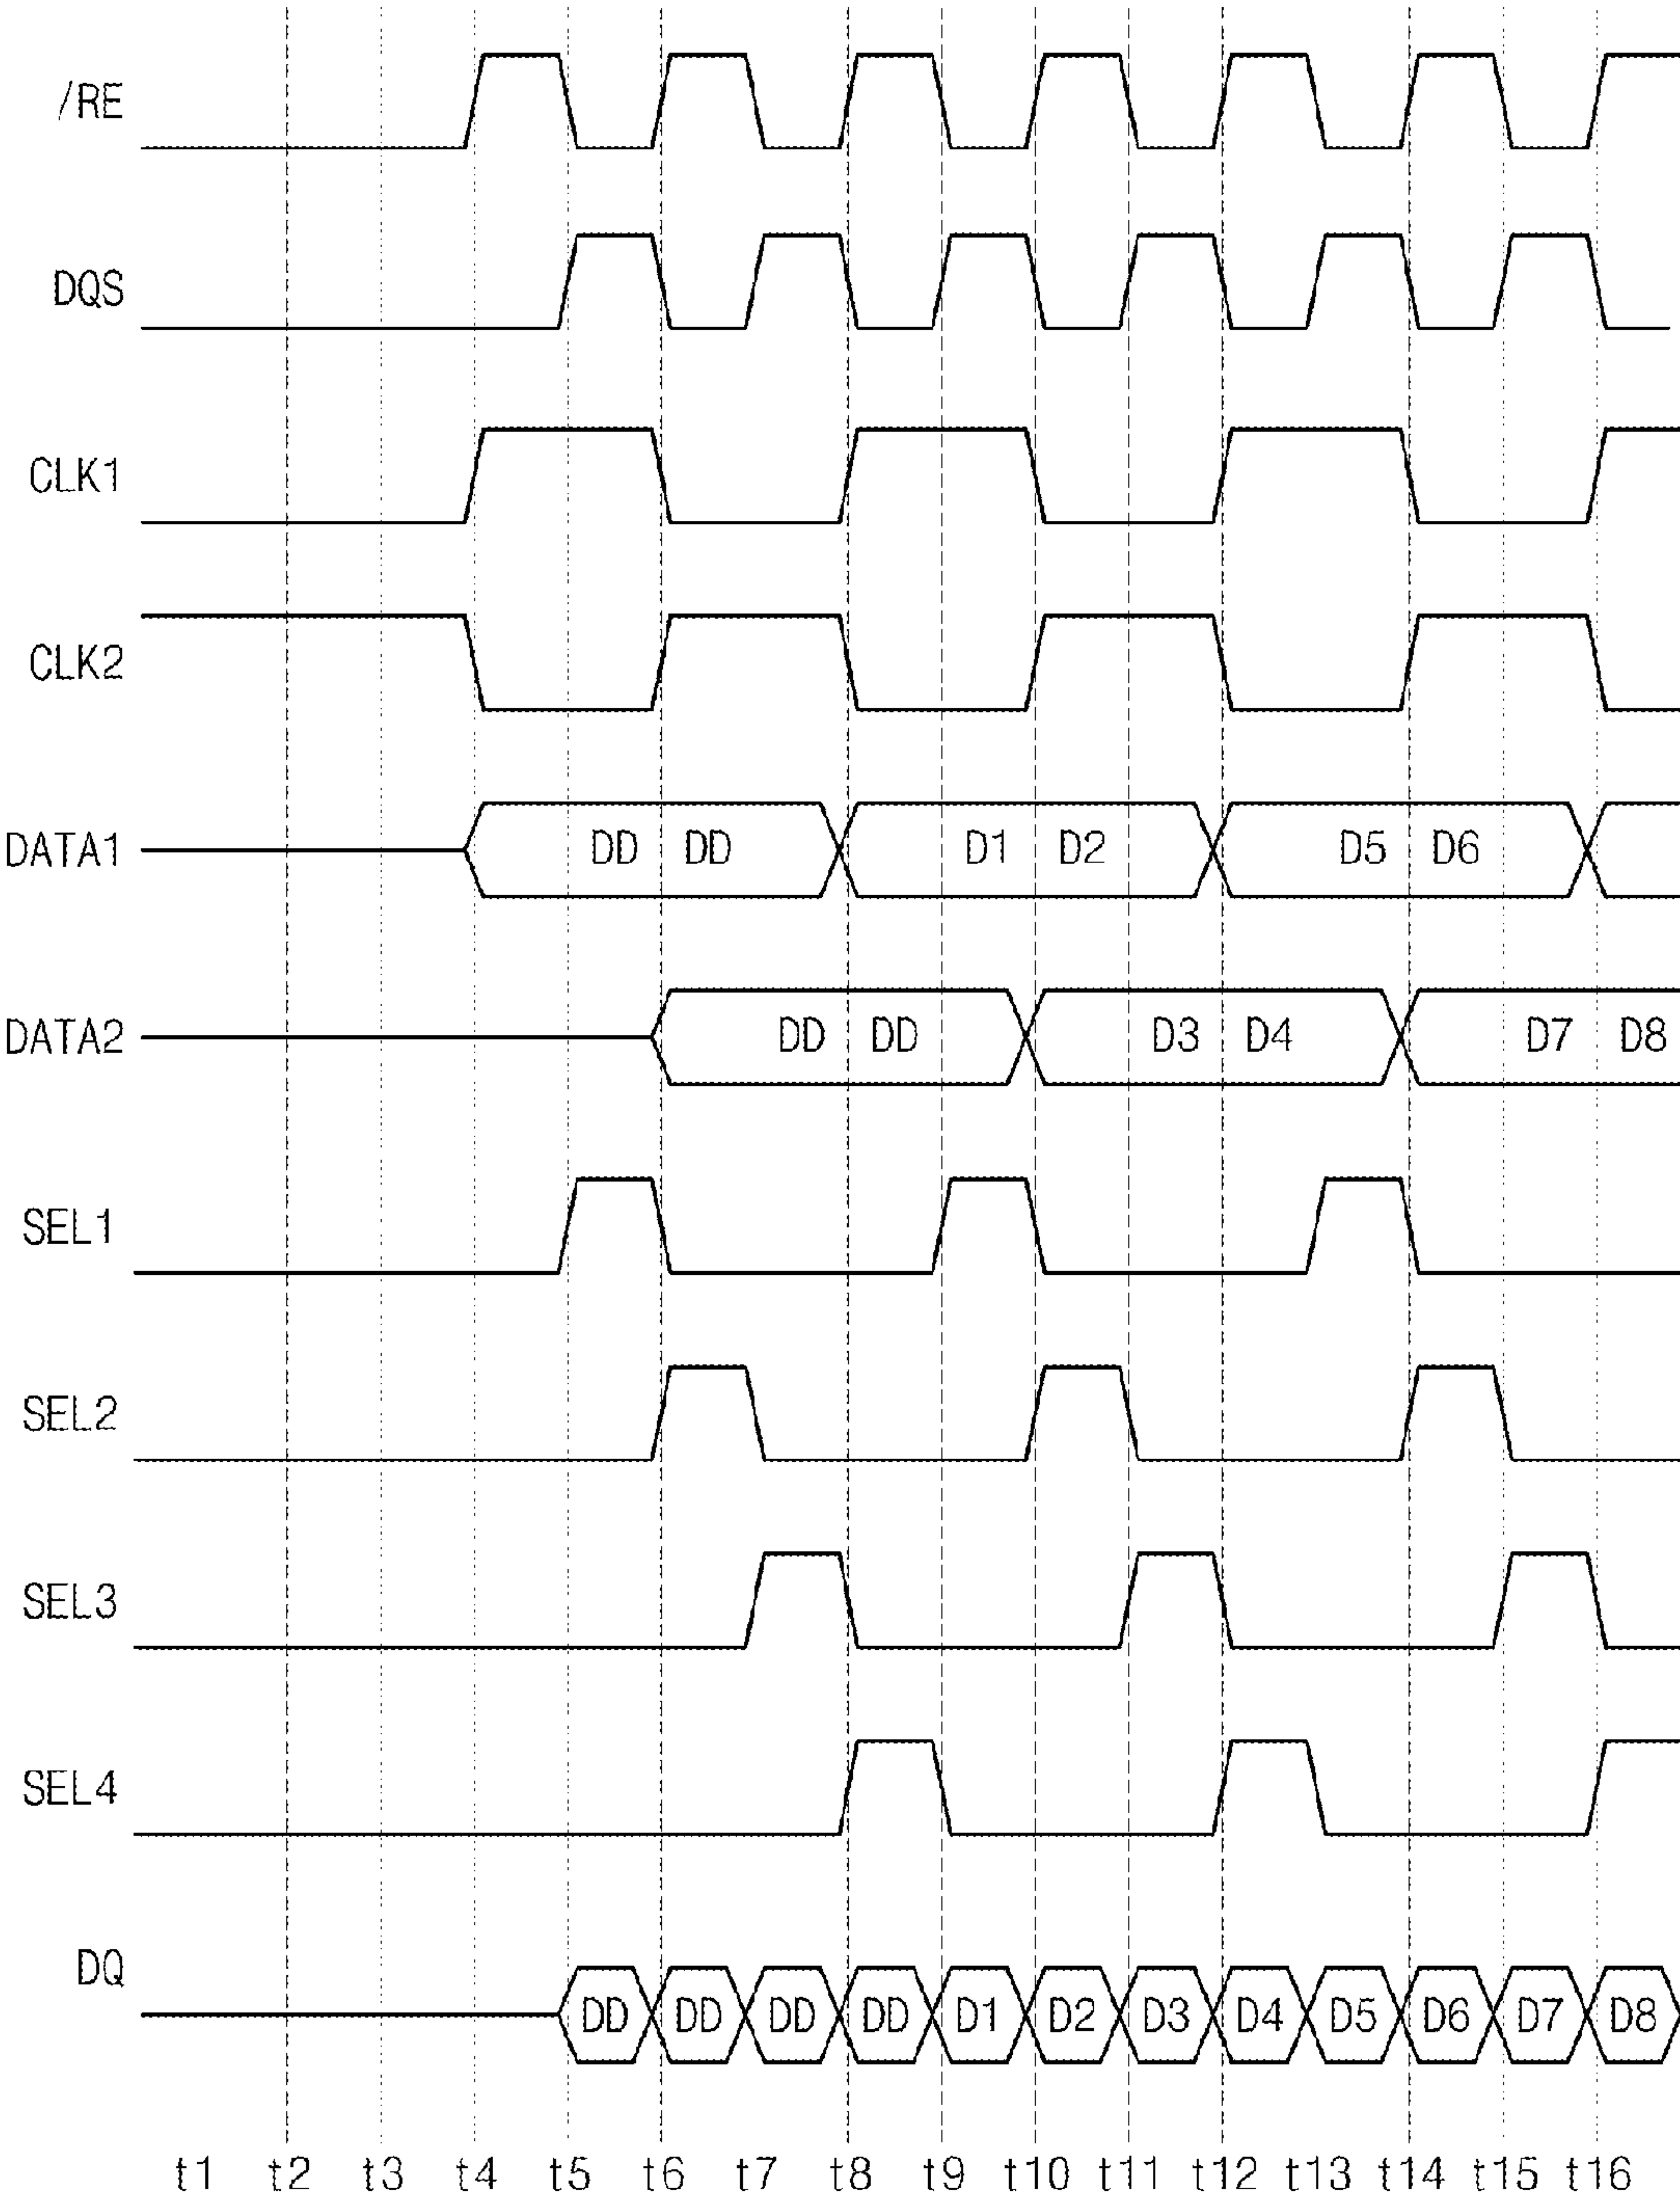 /RE
DQS
CLK1
CLK2
DATA1 DD DD D1 D2 D5 D6
DATA2 DD DD D3 D4 D7 D8
SEL1
SEL2
SEL3
SEL4
DQ DD DD DD DD D1 D2 D3 D4 D5 D6 D7 D8
t1 t2 t3 t4 t5 t6 t7 t8 t9 t10 t11 t12 t13 t14 t15 t16